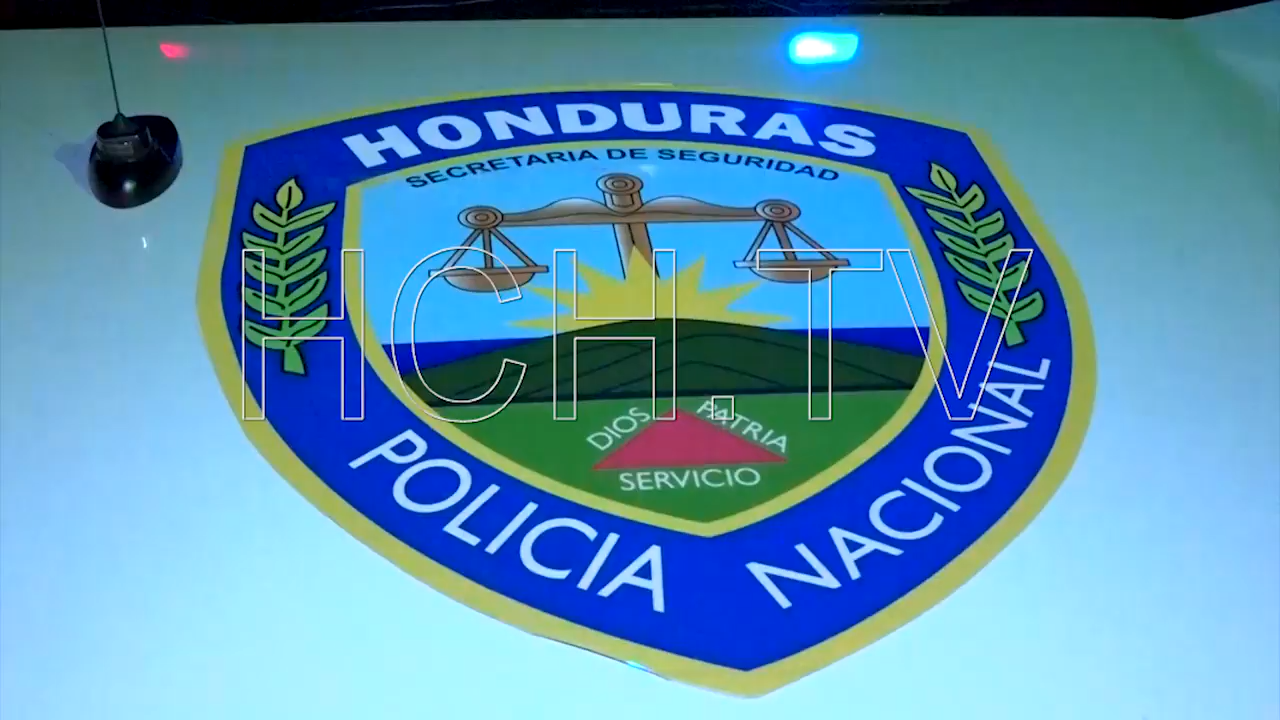 HONDURAS
SECRETARIA DE SEGURIDAD
HCH.TV
DIOS PATRIA
SERVICIO
POLICIA NACIONAL